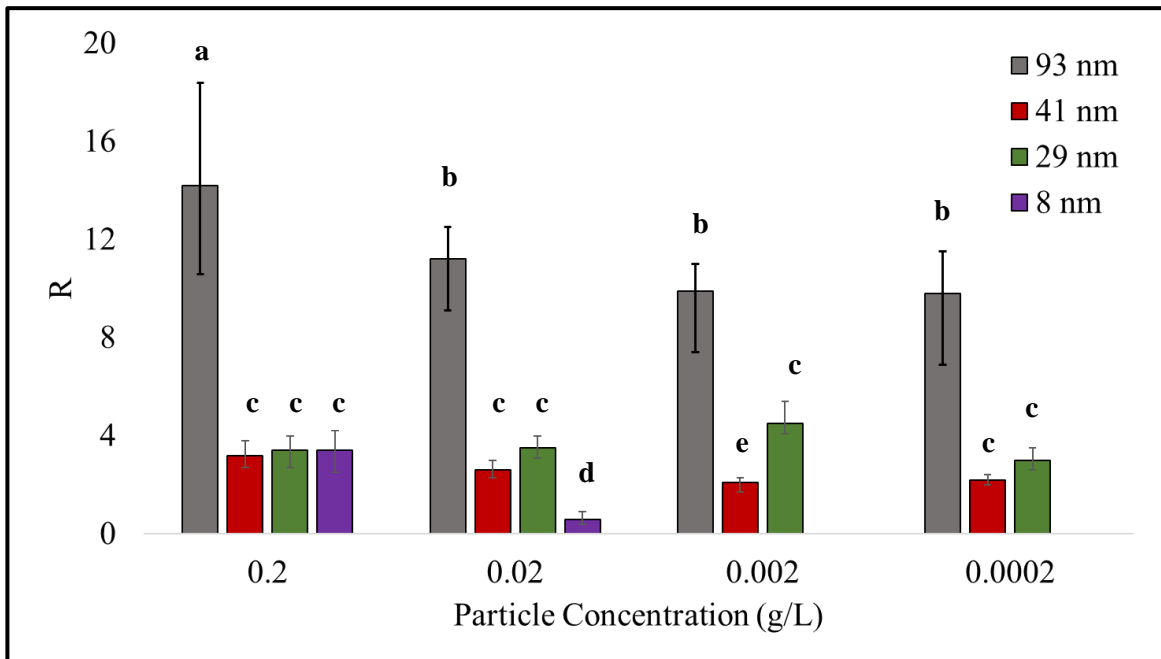 20
16
12
8
4
0
R
a
c
c
c
b
c
c
d
b
e
c
b
c
c
93 nm
41 nm
29 nm
8 nm
0.2
0.02
0.002
0.0002
Particle Concentration (g/L)